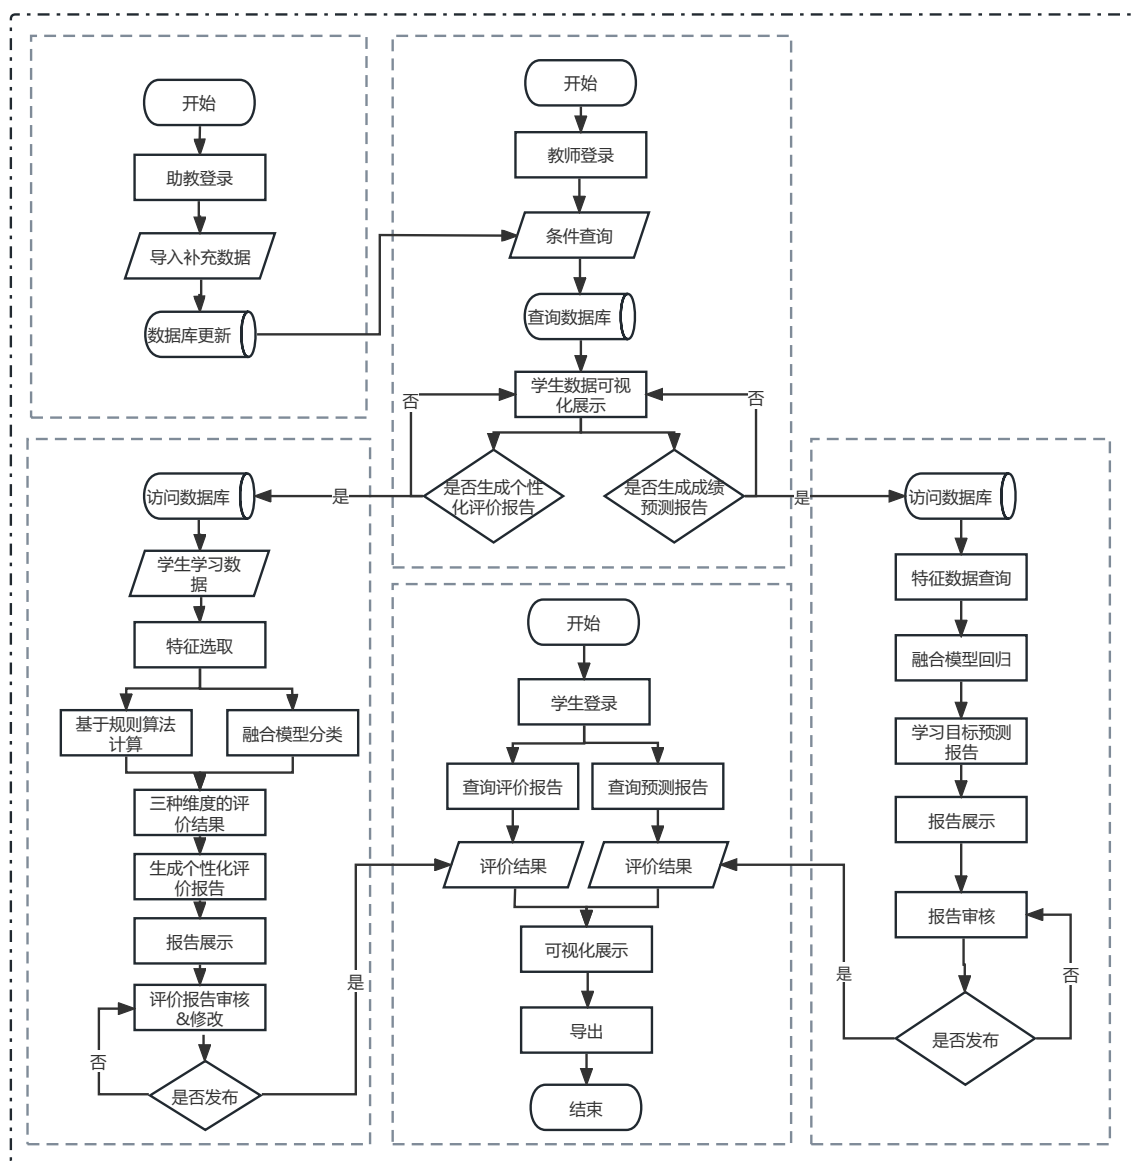 开始
助教登录
导入补充数据
数据库更新
开始
教师登录
条件查询
查询数据库
学生数据可视
化展示
否
否
是否生成个性
化评价报告
是否生成成绩
预测报告
是
是
访问数据库
学生学习数
据
特征选取
基于规则算法
计算
融合模型分类
三种维度的评
价结果
生成个性化评
价报告
报告展示
评价报告审核
&修改
否
是否发布
是
开始
学生登录
查询评价报告
查询预测报告
评价结果
评价结果
可视化展示
导出
结束
访问数据库
特征数据查询
融合模型回归
学习目标预测
报告
报告展示
报告审核
是
否
是否发布